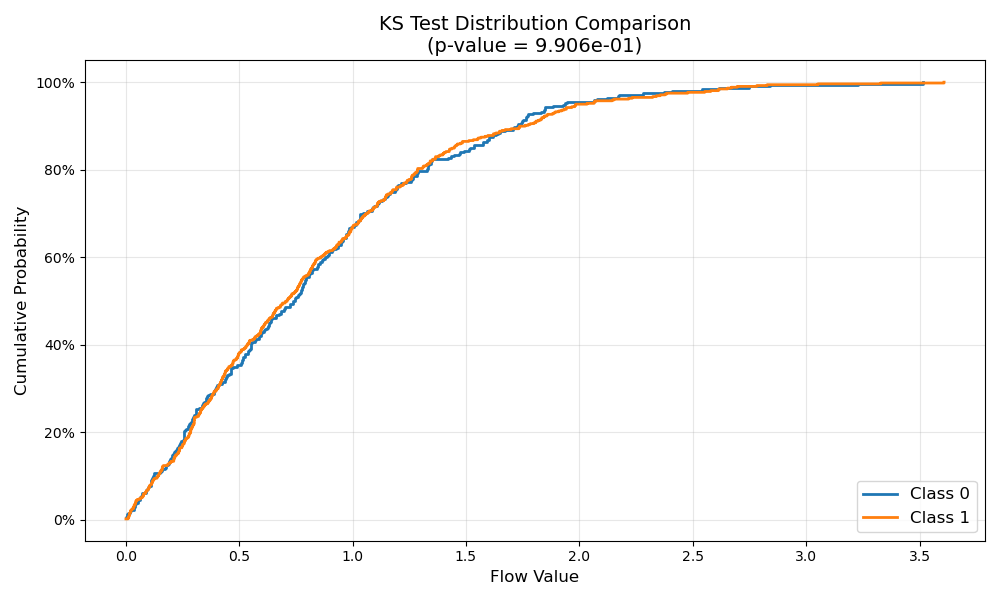 KS Test Distribution Comparison
(p-value = 9.906e-01)
Cumulative Probability
100%
80%
60%
40%
20%
0%
0.0 0.5 1.0 1.5 2.0 2.5 3.0 3.5
Flow Value
Class 0
Class 1